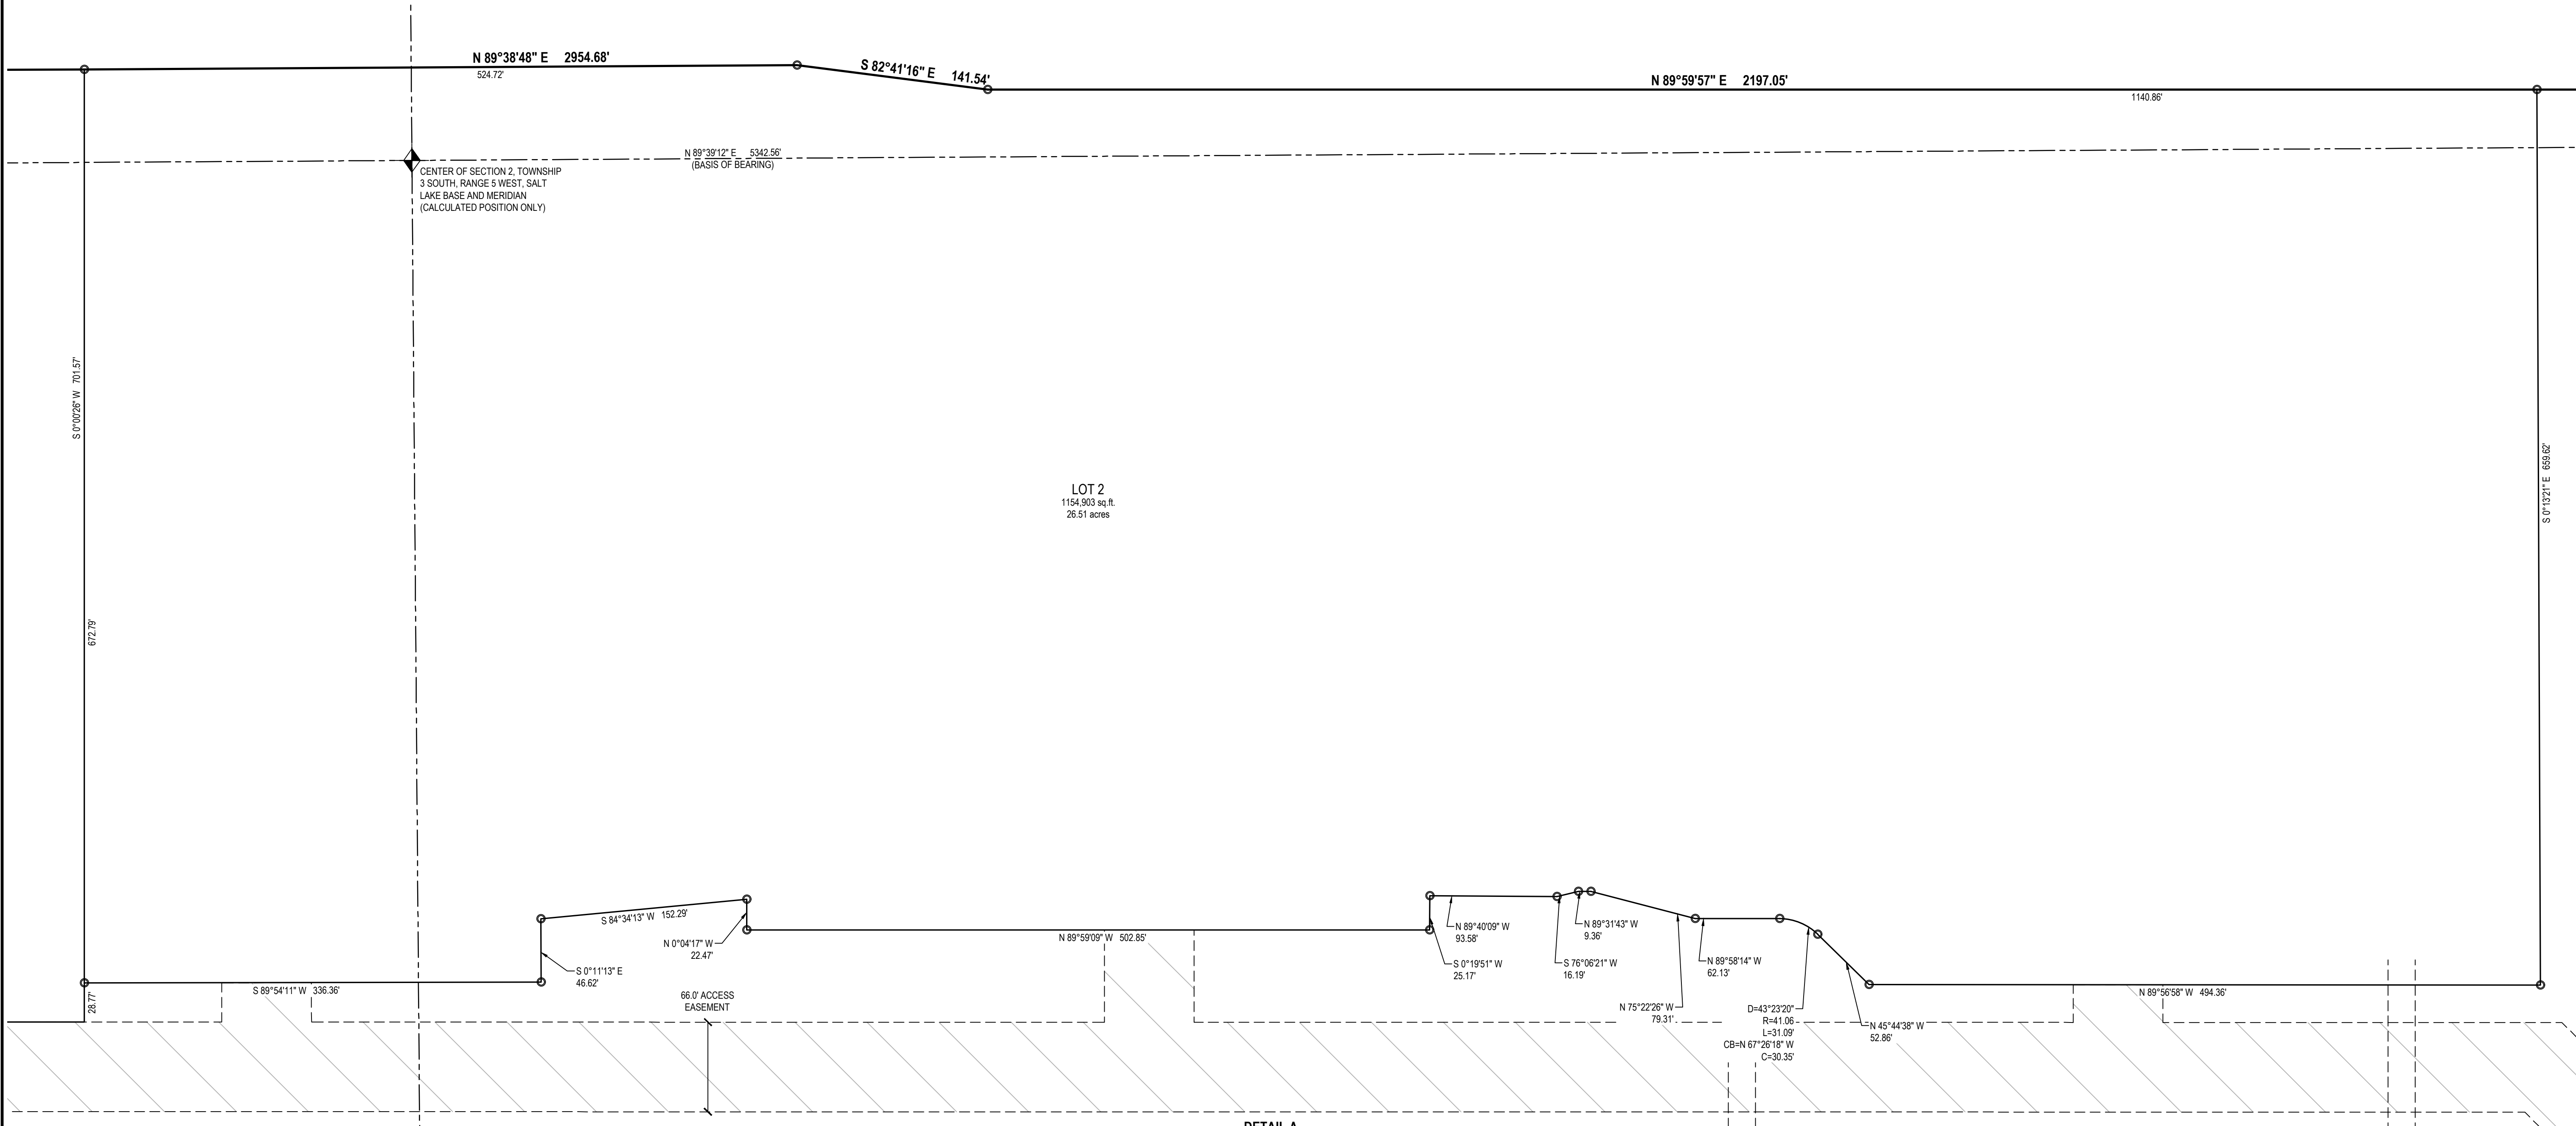 N 89°38'48" E 2954.68'
524.72'
S 82°41'16" E 141.54'
N 89°59'57" E 2197.05'
1140.86'
N 89°39'12" E 5342.56'
(BASIS OF BEARING)
CENTER OF SECTION 2, TOWNSHIP
3 SOUTH, RANGE 5 WEST, SALT
LAKE BASE AND MERIDIAN
(CALCULATED POSITION ONLY)
S 0°00'26" W 701.57'
672.79'
28.77'
LOT 2
1154,903 sq.ft.
26.51 acres
S 0°13'21" E 659.62'
S 89°54'11" W 336.36'
S 0°11'13" E
46.62'
S 84°34'13" W 152.29'
N 0°04'17" W
22.47'
66.0' ACCESS
EASEMENT
N 89°59'09" W 502.85'
S 0°19'51" W
25.17'
N 89°40'09" W
93.58'
S 76°06'21" W
16.19'
N 89°31'43" W
9.36'
N 75°22'26" W
79.31'
N 89°58'14" W
62.13'
D=43°23'20"
R=41.06
L=31.09'
CB=N 67°26'18" W
C=30.35'
N 45°44'38" W
52.86'
N 89°56'58" W 494.36'
DETAIL A